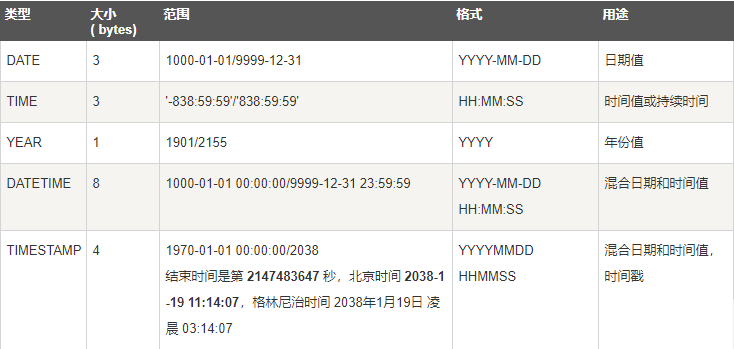 类型 大小 范围 格式 用途
( bytes)
DATE 3 1000-01-01/9999-12-31 YYYY-MM-DD 日期值
TIME 3 '-838:59:59'/'838:59:59' HH:MM:SS 时间值或持续时间
YEAR 1 1901/2155 YYYY 年份值
DATETIME 8 1000-01-01 00:00:00/9999-12-31 23:59:59 YYYY-MM-DD 混合日期和时间值
HH:MM:SS
TIMESTAMP 4 1970-01-01 00:00:00/2038 YYYYMMDD 混合日期和时间值，
结束时间是第 2147483647 秒，北京时间 2038-1 HHMMSS 时间戳
-19 11:14:07，格林尼治时间 2038年1月19日 凌
晨 03:14:07